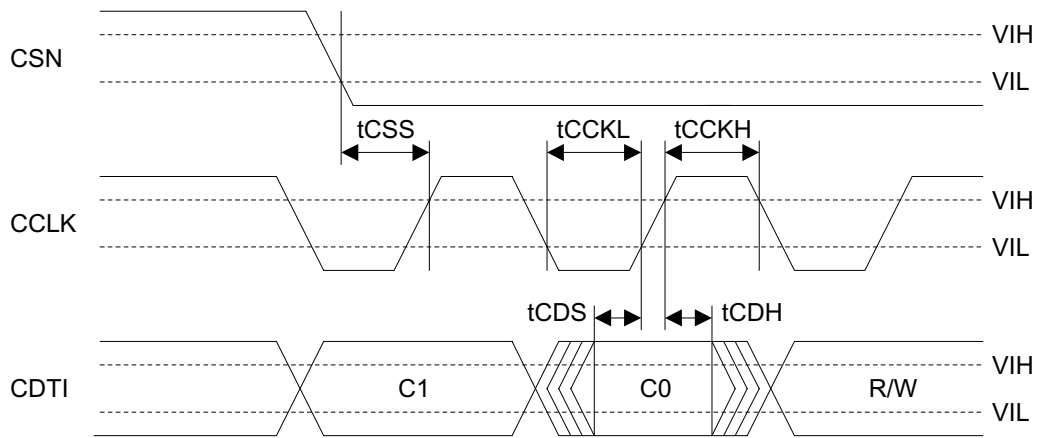 CSN
VIH
VIL
tCSS
tCCKL
tCCKH
CCLK
VIH
VIL
tCDS
tCDH
CDTI
C1
C0
R/W
VIH
VIL